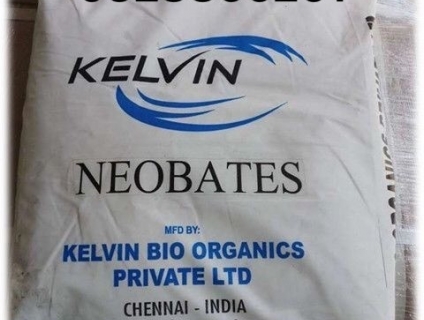 KELVIN
NEOBATES
MFD BY:
KELVIN BIO ORGANICS
PRIVATE LTD
CHENNAI - INDIA